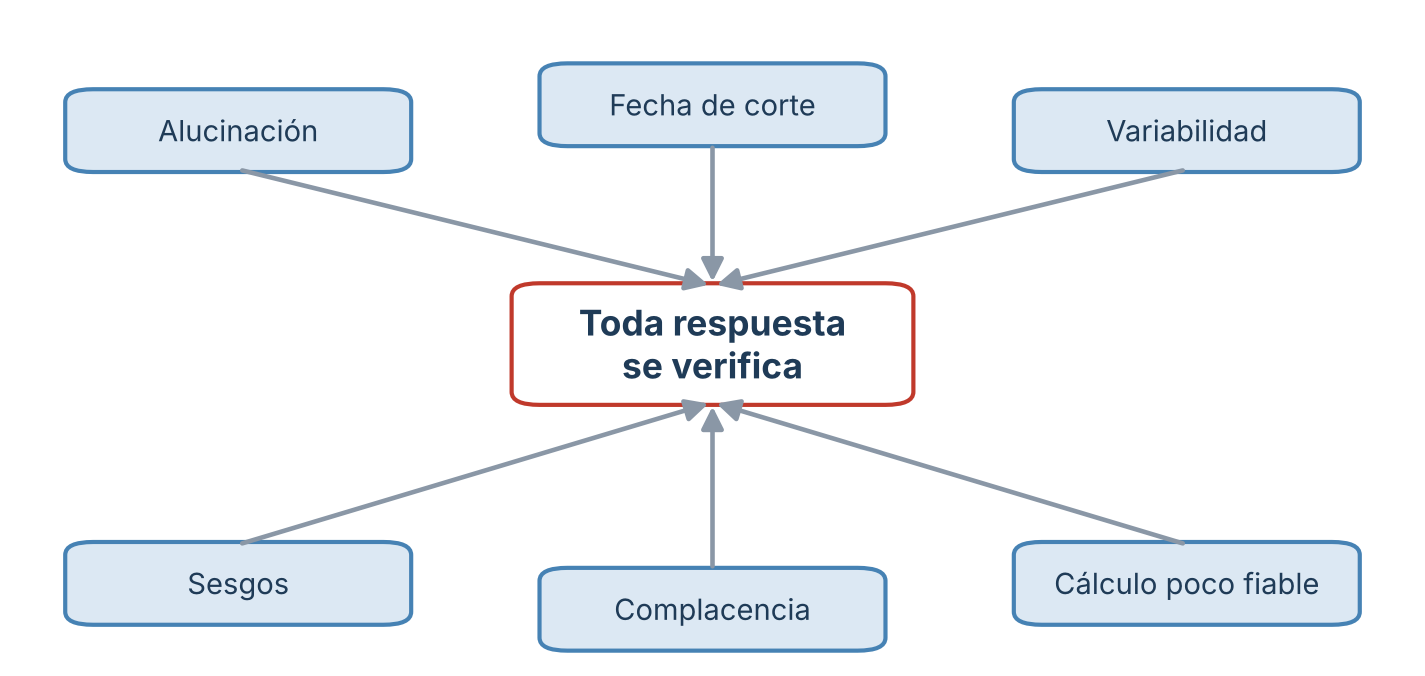 Fecha de corte
Alucinación
Variabilidad
Toda respuesta
se verifica
Sesgos
Cálculo poco fiable
Complacencia